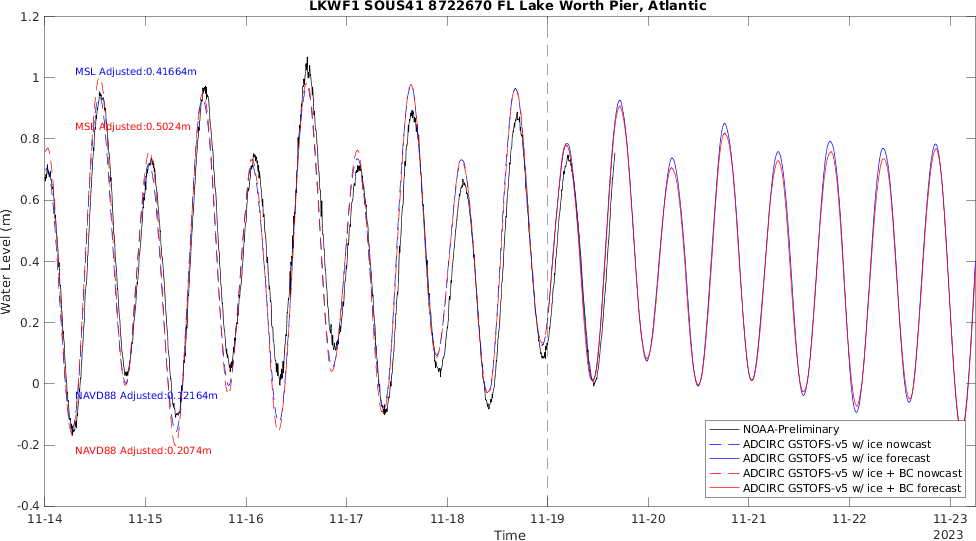 LKWF1 SOUS41 8722670 FL Lake Worth Pier, Atlantic
1.2
1
0.8
0.6
0.4
0.2
0
-0.2
-0.4
Water Level (m)
MSL Adjusted:0.41664m
MSL Adjusted:0.5024m
NAVD88 Adjusted:0.12164m
NAVD88 Adjusted:0.2074m
NOAA-Preliminary
ADCIRC GSTOFS-v5 w/ ice nowcast
ADCIRC GSTOFS-v5 w/ ice forecast
ADCIRC GSTOFS-v5 w/ ice + BC nowcast
ADCIRC GSTOFS-v5 w/ ice + BC forecast
11-14 11-15 11-16 11-17 11-18 11-19 11-20 11-21 11-22 11-23
2023
Time